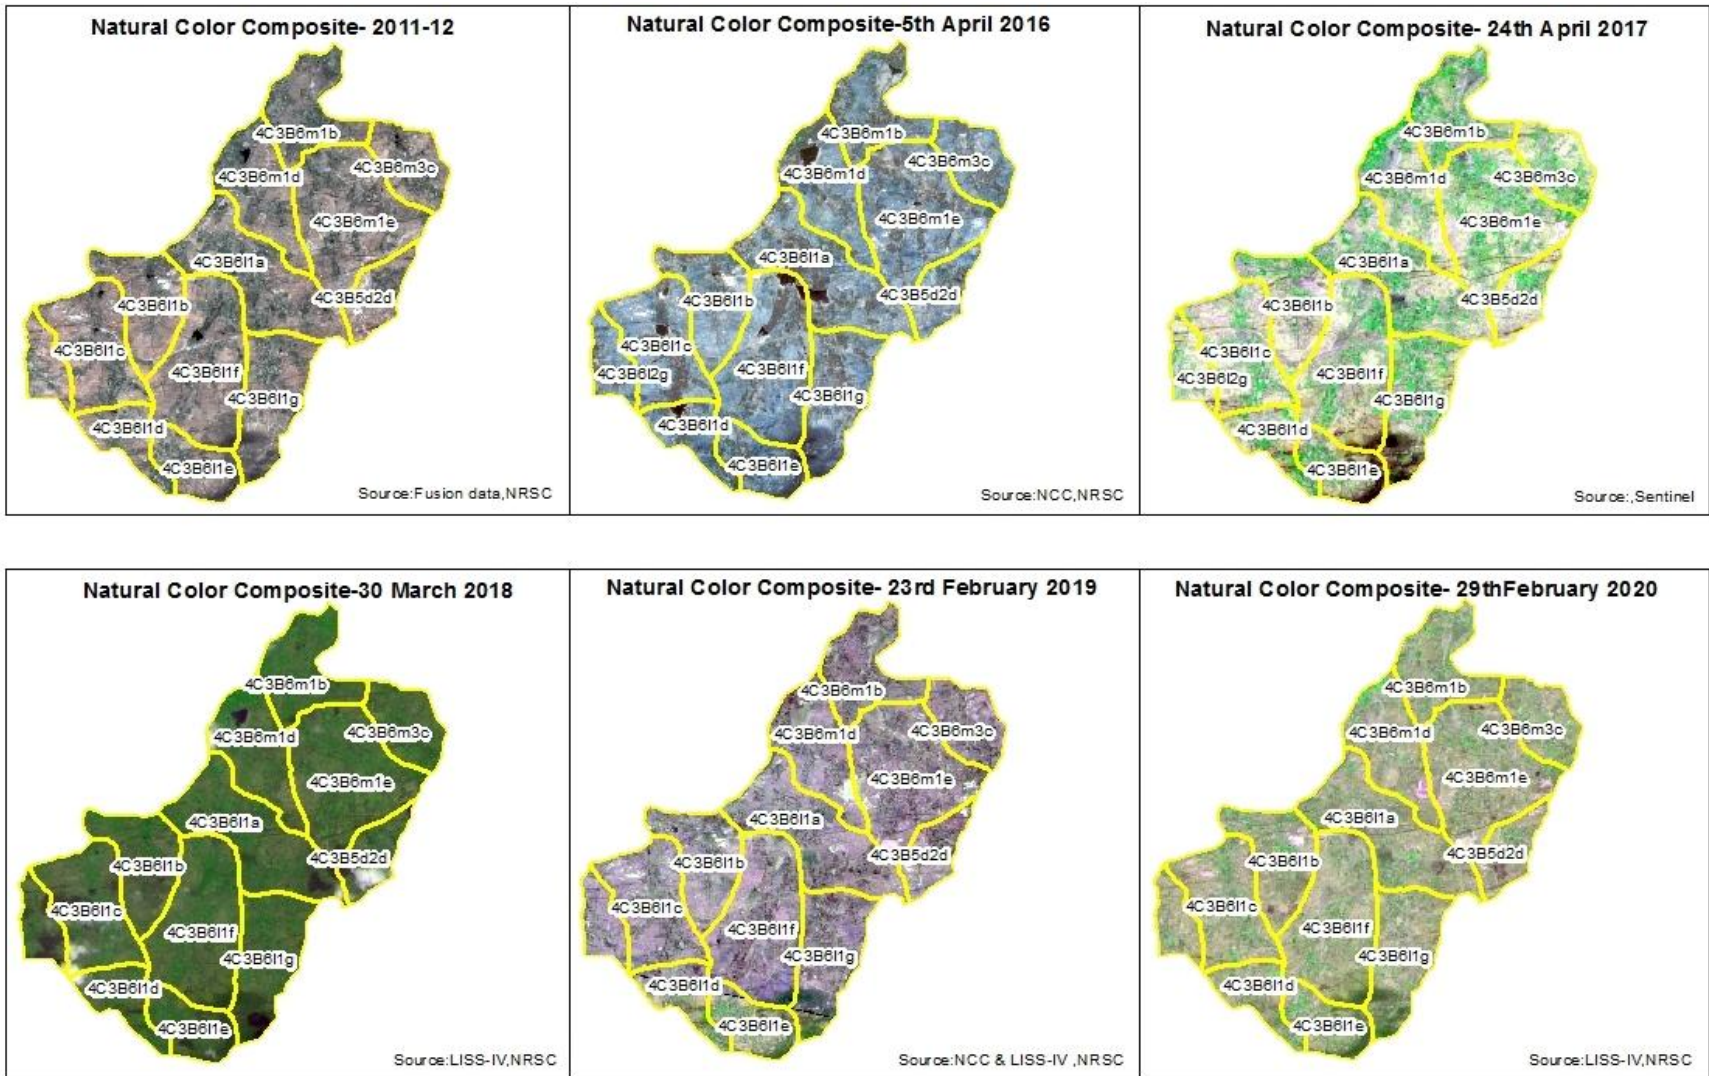 Natural Color Composite- 2011-12
4C3B6m1b
4C3B6m3c
4C3B6m1d
4C3B6m1e
4C3B6l1a
4C3B5d2d
4C3B6l1b
4C3B6l1c
4C3B6l1f
4C3B6l1g
4C3B6l1d
4C3B6l1e
Source:Fusion data,NRSC
Natural Color Composite-5th April 2016
4C3B6m1b
4C3B6m3c
4C3B6m1d
4C3B6m1e
4C3B6l1a
4C3B5d2d
4C3B6l1b
4C3B6l1c
4C3B6l2g
4C3B6l1f
4C3B6l1g
4C3B6l1d
4C3B6l1e
Source:NCC,NRSC
Natural Color Composite- 24th April 2017
4C3B6m1b
4C3B6m3c
4C3B6m1d
4C3B6m1e
4C3B6l1a
4C3B5d2d
4C3B6l1b
4C3B6l1c
4C3B6l2g
4C3B6l1f
4C3B6l1g
4C3B6l1d
4C3B6l1e
Source:,Sentinel
Natural Color Composite-30 March 2018
4C3B6m1b
4C3B6m3c
4C3B6m1d
4C3B6m1e
4C3B6l1a
4C3B5d2d
4C3B6l1b
4C3B6l1c
4C3B6l1f
4C3B6l1g
4C3B6l1d
4C3B6l1e
Source:LISS-IV,NRSC
Natural Color Composite- 23rd February 2019
4C3B6m1b
4C3B6m3c
4C3B6m1d
4C3B6m1e
4C3B6l1a
4C3B5d2d
4C3B6l1b
4C3B6l1c
4C3B6l1f
4C3B6l1g
4C3B6l1d
4C3B6l1e
Source:NCC & LISS-IV ,NRSC
Natural Color Composite- 29thFebruary 2020
4C3B6m1b
4C3B6m3c
4C3B6m1d
4C3B6m1e
4C3B6l1a
4C3B5d2d
4C3B6l1b
4C3B6l1c
4C3B6l1f
4C3B6l1g
4C3B6l1d
4C3B6l1e
Source:LISS-IV,NRSC